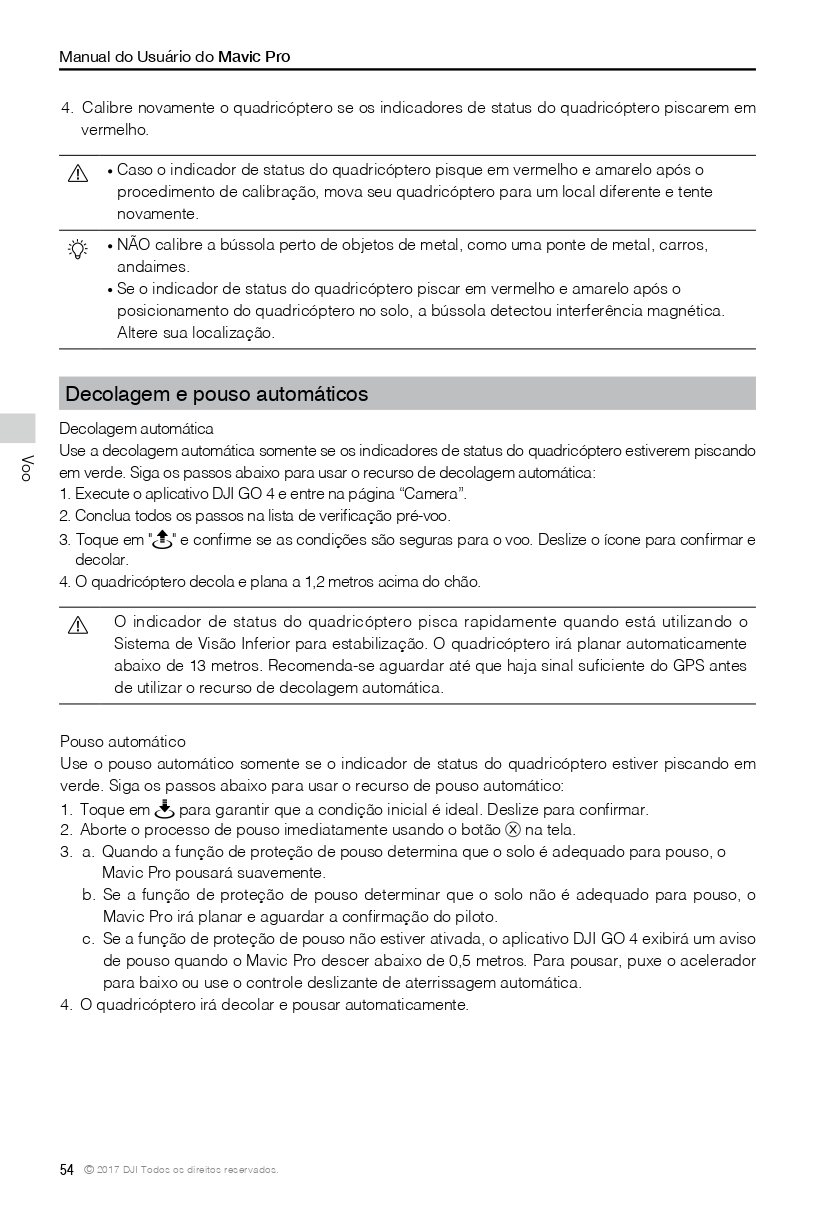 Manual do Usuário do Mavic Pro
4. Calibre novamente o quadricóptero se os indicadores de status do quadricóptero piscarem em
vermelho.
• Caso o indicador de status do quadricóptero pisque em vermelho e amarelo após o
procedimento de calibração, mova seu quadricóptero para um local diferente e tente
novamente.
• NÃO calibre a bússola perto de objetos de metal, como uma ponte de metal, carros,
andaimes.
• Se o indicador de status do quadricóptero piscar em vermelho e amarelo após o
posicionamento do quadricóptero no solo, a bússola detectou interferência magnética.
Altere sua localização.
Decolagem e pouso automáticos
Voo
Decolagem automática
Use a decolagem automática somente se os indicadores de status do quadricóptero estiverem piscando
em verde. Siga os passos abaixo para usar o recurso de decolagem automática:
1. Execute o aplicativo DJI GO 4 e entre na página “Camera”.
2. Conclua todos os passos na lista de verificação pré-voo.
3. Toque em "" e confirme se as condições são seguras para o voo. Deslize o ícone para confirmar e
decolar.
4. O quadricóptero decola e plana a 1,2 metros acima do chão.
O indicador de status do quadricóptero pisca rapidamente quando está utilizando o
Sistema de Visão Inferior para estabilização. O quadricóptero irá planar automaticamente
abaixo de 13 metros. Recomenda-se aguardar até que haja sinal suficiente do GPS antes
de utilizar o recurso de decolagem automática.
Pouso automático
Use o pouso automático somente se o indicador de status do quadricóptero estiver piscando em
verde. Siga os passos abaixo para usar o recurso de pouso automático:
1. Toque em para garantir que a condição inicial é ideal. Deslize para confirmar.
2. Aborte o processo de pouso imediatamente usando o botão ⓧ na tela.
3. a. Quando a função de proteção de pouso determina que o solo é adequado para pouso, o
Mavic Pro pousará suavemente.
b. Se a função de proteção de pouso determinar que o solo não é adequado para pouso, o
Mavic Pro irá planar e aguardar a confirmação do piloto.
c. Se a função de proteção de pouso não estiver ativada, o aplicativo DJI GO 4 exibirá um aviso
de pouso quando o Mavic Pro descer abaixo de 0,5 metros. Para pousar, puxe o acelerador
para baixo ou use o controle deslizante de aterrissagem automática.
4. O quadricóptero irá decolar e pousar automaticamente.
54 © 2017 DJI Todos os direitos reservados.